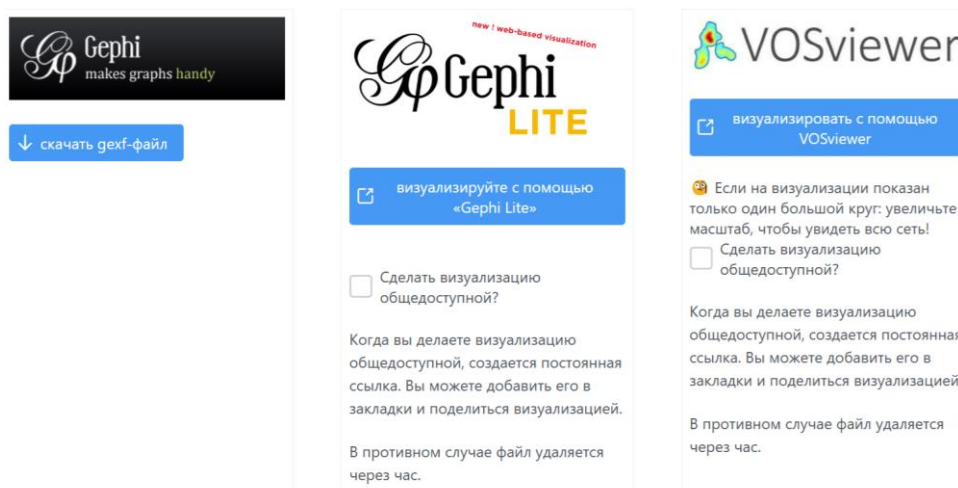 Gephi
makes graphs handy
скачать gexf-файл
new ! web-based visualization
Gephi
LITE
визуализируйте с помощью
«Gephi Lite»
Сделать визуализацию
общедоступной?
Когда вы делаете визуализацию
общедоступной, создается постоянная
ссылка. Вы можете добавить его в
закладки и поделиться визуализацией.
В противном случае файл удаляется
через час.
VOSviewer
визуализировать с помощью
VOSviewer
Если на визуализации показан
только один большой круг: увеличьте
масштаб, чтобы увидеть всю сеть!
Сделать визуализацию
общедоступной?
Когда вы делаете визуализацию
общедоступной, создается постоянная
ссылка. Вы можете добавить его в
закладки и поделиться визуализацией
В противном случае файл удаляется
через час.